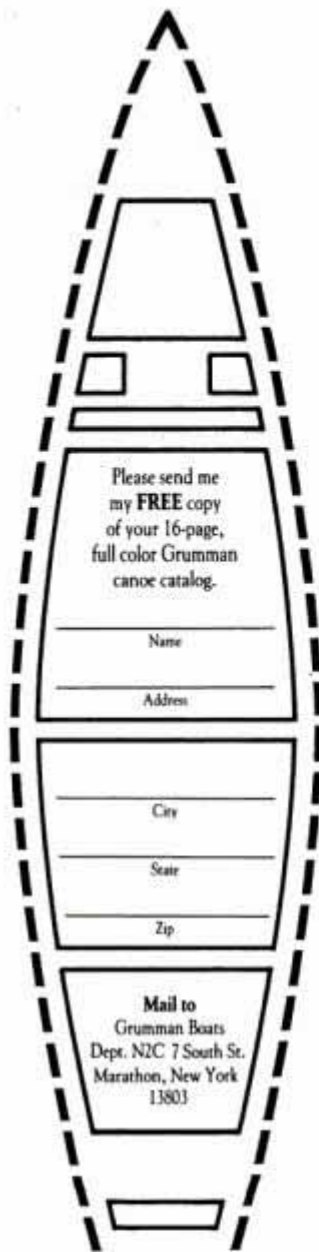 Please send me
my FREE copy
of your 16-page,
full color Grumman
canoe catalog.
Name
Address
City
State
Zip
Mail to
Grumman Boats
Dept. N2C 7 South St.
Marathon, New York
13803